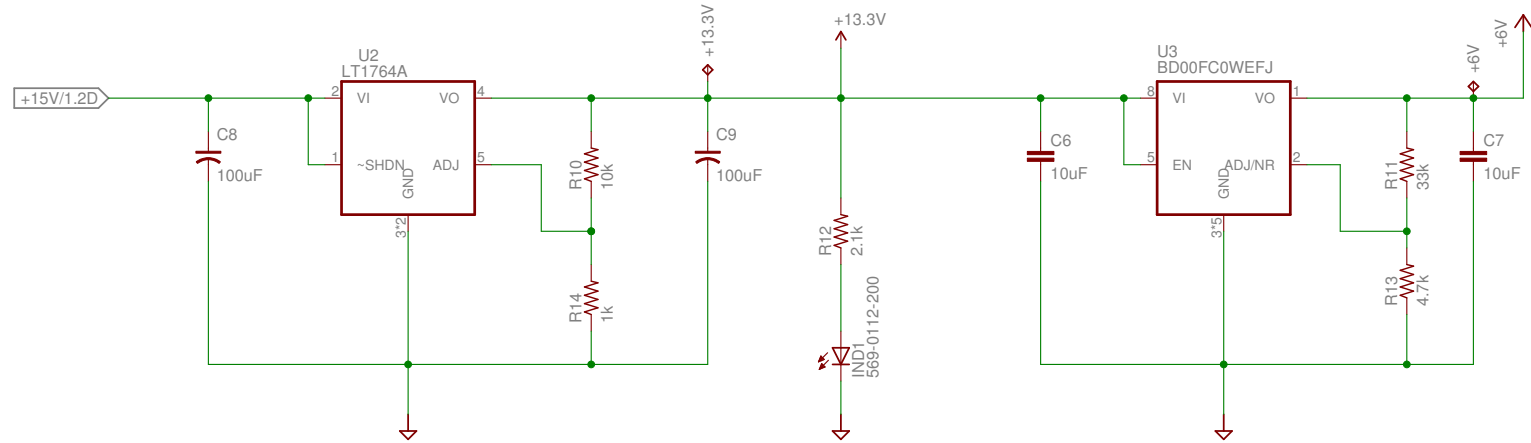 +15V/1.2D
C8
100uF
U2
LT1764A
2
VI
VO
4
1
~SHDN
ADJ
5
GND
3*2
R10
10k
R14
1k
+13.3V
C9
100uF
+13.3V
R12
2.1k
IND1
569-0112-200
C6
10uF
U3
BD00FC0WEFJ
8
VI
VO
1
5
EN
ADJ/NR
2
GND
3*5
R11
33k
R13
4.7k
+6V
C7
10uF
+6V